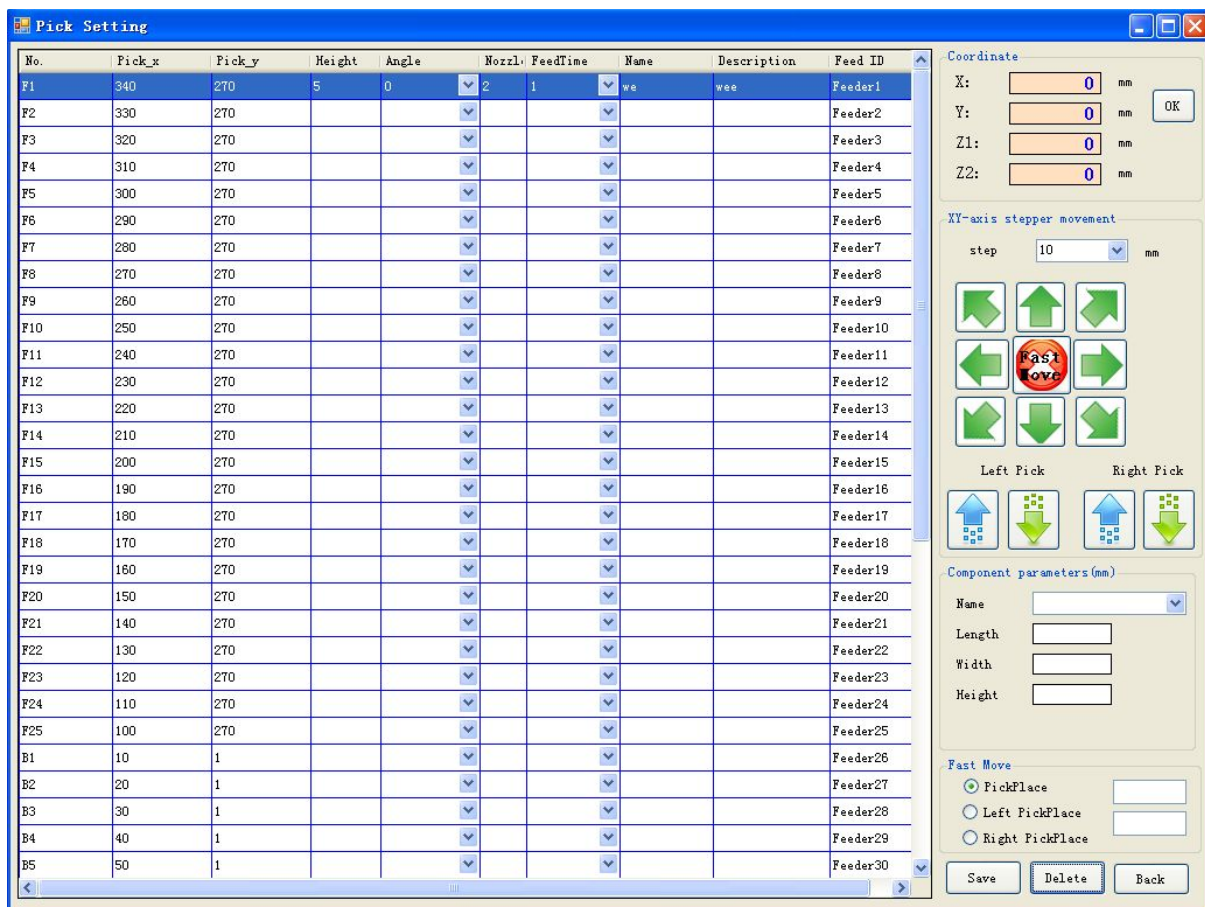 Pick Setting
No. Pick_x Pick_y Height Angle Nozzl FeedTime Name Description Feed ID
F1 340 270 5 0 2 1 we wee Feeder1
F2 330 270 Feeder2
F3 320 270 Feeder3
F4 310 270 Feeder4
F5 300 270 Feeder5
F6 290 270 Feeder6
F7 280 270 Feeder7
F8 270 270 Feeder8
F9 260 270 Feeder9
F10 250 270 Feeder10
F11 240 270 Feeder11
F12 230 270 Feeder12
F13 220 270 Feeder13
F14 210 270 Feeder14
F15 200 270 Feeder15
F16 190 270 Feeder16
F17 180 270 Feeder17
F18 170 270 Feeder18
F19 160 270 Feeder19
F20 150 270 Feeder20
F21 140 270 Feeder21
F22 130 270 Feeder22
F23 120 270 Feeder23
F24 110 270 Feeder24
F25 100 270 Feeder25
B1 10 1 Feeder26
B2 20 1 Feeder27
B3 30 1 Feeder28
B4 40 1 Feeder29
B5 50 1 Feeder30
Coordinate
X: 0 mm
Y: 0 mm
OK
Z1: 0 mm
Z2: 0 mm
XY-axis stepper movement
step 10 mm
Fast
Move
Left Pick Right Pick
Component parameters(mm)
Name
Length
Width
Height
Fast Move
PickPlace
Left PickPlace
Right PickPlace
Save Delete Back